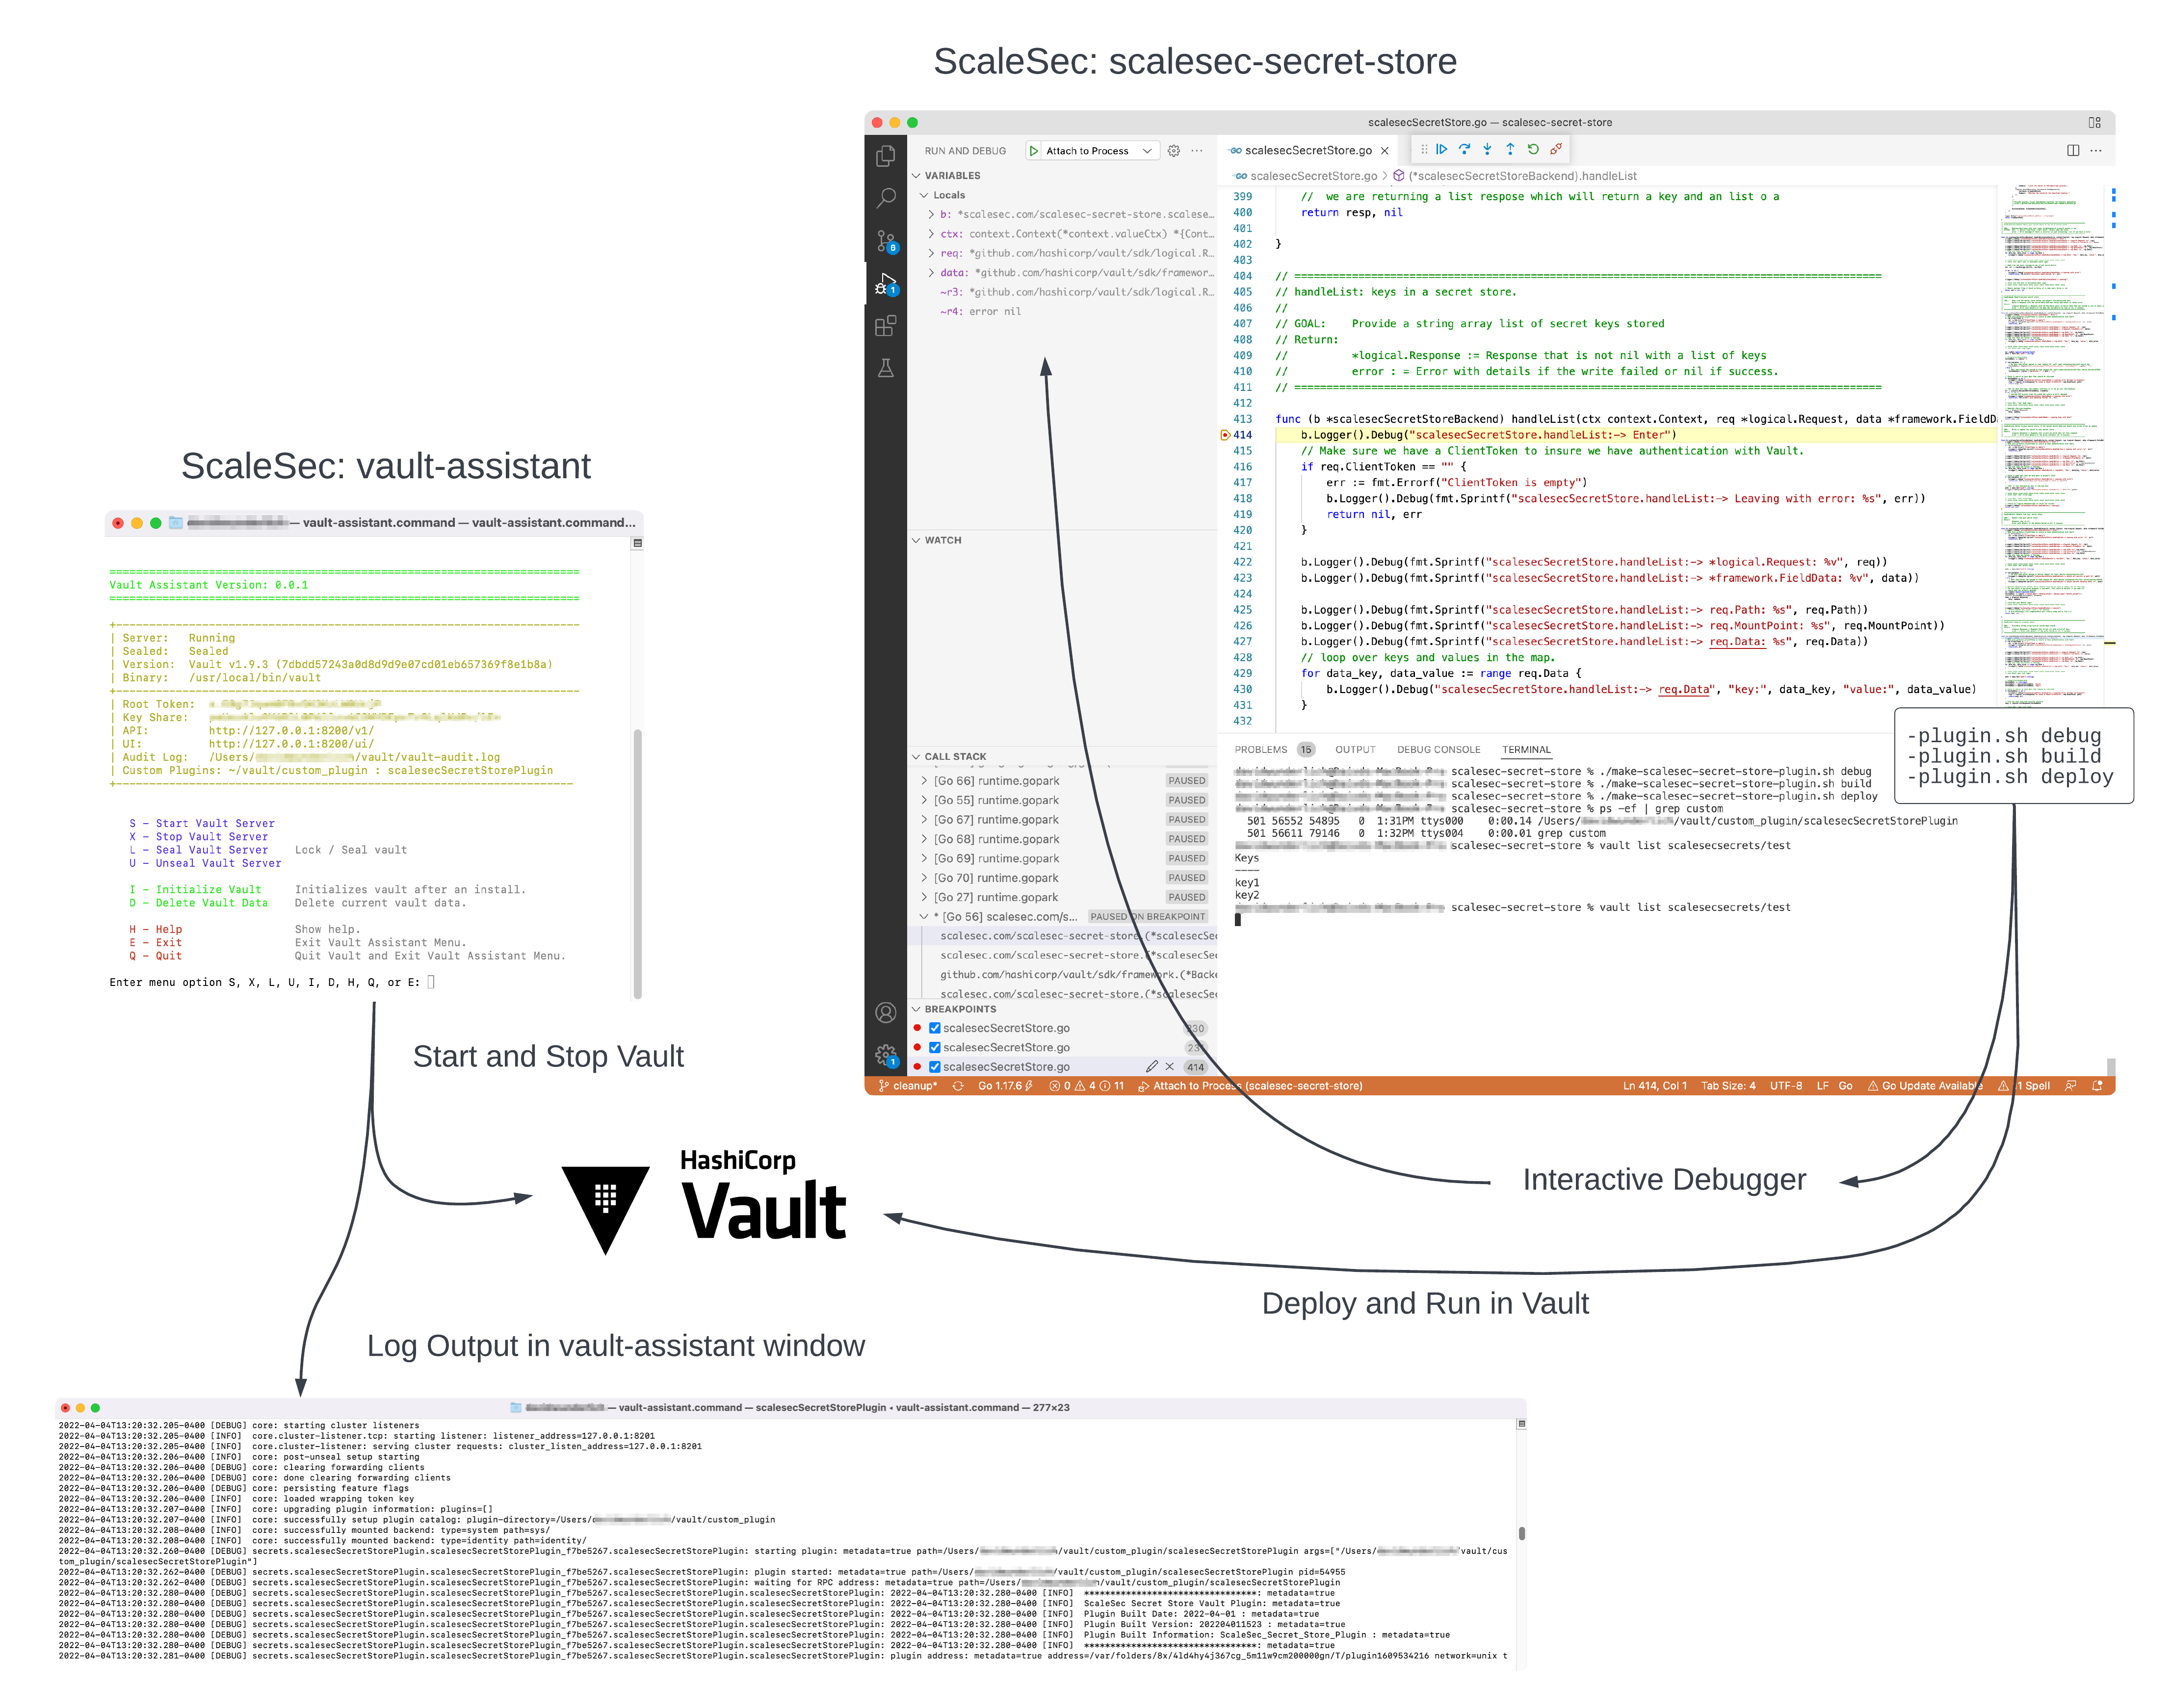 ScaleSec: scalesec-secret-store
scalesecSecretStore.go — scalesec-secret-store
RUN AND DEBUG
Attach to Process
VARIABLES
Locals
b: *scalesec.com/scalesec-secret-store.scalese...
ctx: context.Context(*context.valueCtx) *{Cont...
req: *github.com/hashicorp/vault/sdk/logical.R...
data: *github.com/hashicorp/vault/sdk/framewor...
~r3: *github.com/hashicorp/vault/sdk/logical.R...
~r4: error nil
WATCH
CALL STACK
[Go 66] runtime.gopark PAUSED
[Go 55] runtime.gopark PAUSED
[Go 67] runtime.gopark PAUSED
[Go 68] runtime.gopark PAUSED
[Go 69] runtime.gopark PAUSED
[Go 70] runtime.gopark PAUSED
[Go 27] runtime.gopark PAUSED
* [Go 56] scalesec.com/s... PAUSED ON BREAKPOINT
scalesec.com/scalesec-secret-store.(*scalesecSec
scalesec.com/scalesec-secret-store.(*scalesecSec
github.com/hashicorp/vault/sdk/framework.(*Backe
scalesec.com/scalesec-secret-store.(*scalesecSec
BREAKPOINTS
scalesecSecretStore.go 230
scalesecSecretStore.go
scalesecSecretStore.go 414
scalesecSecretStore.go
scalesecSecretStore.go > (*scalesecSecretStoreBackend).handleList
399 // we are returning a list respose which will return a key and an list o a
400 return resp, nil
401
402 }
403
404 // =============================================================================================
405 // handleList: keys in a secret store.
406 //
407 // GOAL: Provide a string array list of secret keys stored
408 // Return:
409 // *logical.Response := Response that is not nil with a list of keys
410 // error : = Error with details if the write failed or nil if success.
411 // =============================================================================================
412
413 func (b *scalesecSecretStoreBackend) handleList(ctx context.Context, req *logical.Request, data *framework.FieldDa
414 b.Logger().Debug("scalesecSecretStore.handleList:-> Enter")
415 // Make sure we have a ClientToken to insure we have authentication with Vault.
416 if req.ClientToken == "" {
417 err := fmt.Errorf("ClientToken is empty")
418 b.Logger().Debug(fmt.Sprintf("scalesecSecretStore.handleList:-> Leaving with error: %s", err))
419 return nil, err
420 }
421
422 b.Logger().Debug(fmt.Sprintf("scalesecSecretStore.handleList:-> *logical.Request: %v", req))
423 b.Logger().Debug(fmt.Sprintf("scalesecSecretStore.handleList:-> *framework.FieldData: %v", data))
424
425 b.Logger().Debug(fmt.Sprintf("scalesecSecretStore.handleList:-> req.Path: %s", req.Path))
426 b.Logger().Debug(fmt.Sprintf("scalesecSecretStore.handleList:-> req.MountPoint: %s", req.MountPoint))
427 b.Logger().Debug(fmt.Sprintf("scalesecSecretStore.handleList:-> req.Data: %s", req.Data))
428 // loop over keys and values in the map.
429 for data_key, data_value := range req.Data {
430 b.Logger().Debug("scalesecSecretStore.handleList:-> req.Data", "key:", data_key, "value:", data_value)
431 }
432
PROBLEMS 15 OUTPUT DEBUG CONSOLE TERMINAL
scalesec-secret-store % ./make-scalesec-secret-store-plugin.sh debug
scalesec-secret-store % ./make-scalesec-secret-store-plugin.sh build
scalesec-secret-store % ./make-scalesec-secret-store-plugin.sh deploy
scalesec-secret-store % ps -ef | grep custom
501 56552 54895 0 1:31PM ttys000 0:00.14 /Users/ /vault/custom_plugin/scalesecSecretStorePlugin
501 56611 79146 0 1:32PM ttys004 0:00.01 grep custom
scalesec-secret-store % vault list scalesecsecrets/test
Keys
----
key1
key2
scalesec-secret-store % vault list scalesecsecrets/test
-plugin.sh debug
-plugin.sh build
-plugin.sh deploy
cleanup* Go 1.17.6 0 4 11 Attach to Process (scalesec-secret-store) Ln 414, Col 1 Tab Size: 4 UTF-8 LF Go Go Update Available 1 Spell
ScaleSec: vault-assistant
— vault-assistant.command — vault-assistant.command...
=======================================================================
Vault Assistant Version: 0.0.1
=======================================================================
+----------------------------------------------------------------------
| Server: Running
| Sealed: Sealed
| Version: Vault v1.9.3 (7dbdd57243a0d8d9d9e07cd01eb657369f8e1b8a)
| Binary: /usr/local/bin/vault
+----------------------------------------------------------------------
| Root Token:
| Key Share:
| API: http://127.0.0.1:8200/v1/
| UI: http://127.0.0.1:8200/ui/
| Audit Log: /Users/ /vault/vault-audit.log
| Custom Plugins: ~/vault/custom_plugin : scalesecSecretStorePlugin
+---------------------------------------------------------------------
S - Start Vault Server
X - Stop Vault Server
L - Seal Vault Server Lock / Seal vault
U - Unseal Vault Server
I - Initialize Vault Initializes vault after an install.
D - Delete Vault Data Delete current vault data.
H - Help Show help.
E - Exit Exit Vault Assistant Menu.
Q - Quit Quit Vault and Exit Vault Assistant Menu.
Enter menu option S, X, L, U, I, D, H, Q, or E:
Start and Stop Vault
HashiCorp
Vault
Interactive Debugger
Deploy and Run in Vault
Log Output in vault-assistant window
— vault-assistant.command — scalesecSecretStorePlugin • vault-assistant.command — 277×23
2022-04-04T13:20:32.205-0400 [DEBUG] core: starting cluster listeners
2022-04-04T13:20:32.205-0400 [INFO] core.cluster-listener.tcp: starting listener: listener_address=127.0.0.1:8201
2022-04-04T13:20:32.205-0400 [INFO] core.cluster-listener: serving cluster requests: cluster_listen_address=127.0.0.1:8201
2022-04-04T13:20:32.206-0400 [INFO] core: post-unseal setup starting
2022-04-04T13:20:32.206-0400 [DEBUG] core: clearing forwarding clients
2022-04-04T13:20:32.206-0400 [DEBUG] core: done clearing forwarding clients
2022-04-04T13:20:32.206-0400 [DEBUG] core: persisting feature flags
2022-04-04T13:20:32.206-0400 [INFO] core: loaded wrapping token key
2022-04-04T13:20:32.207-0400 [INFO] core: upgrading plugin information: plugins=[]
2022-04-04T13:20:32.207-0400 [INFO] core: successfully setup plugin catalog: plugin-directory=/Users/ /vault/custom_plugin
2022-04-04T13:20:32.208-0400 [INFO] core: successfully mounted backend: type=system path=sys/
2022-04-04T13:20:32.208-0400 [INFO] core: successfully mounted backend: type=identity path=identity/
2022-04-04T13:20:32.260-0400 [DEBUG] secrets.scalesecSecretStorePlugin.scalesecSecretStorePlugin_f7be5267.scalesecSecretStorePlugin: starting plugin: metadata=true path=/Users/ /vault/custom_plugin/scalesecSecretStorePlugin args=["/Users/ vault/cus
tom_plugin/scalesecSecretStorePlugin"]
2022-04-04T13:20:32.262-0400 [DEBUG] secrets.scalesecSecretStorePlugin.scalesecSecretStorePlugin_f7be5267.scalesecSecretStorePlugin: plugin started: metadata=true path=/Users/ /vault/custom_plugin/scalesecSecretStorePlugin pid=54955
2022-04-04T13:20:32.262-0400 [DEBUG] secrets.scalesecSecretStorePlugin.scalesecSecretStorePlugin_f7be5267.scalesecSecretStorePlugin: waiting for RPC address: metadata=true path=/Users/ /vault/custom_plugin/scalesecSecretStorePlugin
2022-04-04T13:20:32.280-0400 [DEBUG] secrets.scalesecSecretStorePlugin.scalesecSecretStorePlugin_f7be5267.scalesecSecretStorePlugin: 2022-04-04T13:20:32.280-0400 [INFO] *********************************: metadata=true
2022-04-04T13:20:32.280-0400 [DEBUG] secrets.scalesecSecretStorePlugin.scalesecSecretStorePlugin_f7be5267.scalesecSecretStorePlugin: 2022-04-04T13:20:32.280-0400 [INFO] ScaleSec Secret Store Vault Plugin: metadata=true
2022-04-04T13:20:32.280-0400 [DEBUG] secrets.scalesecSecretStorePlugin.scalesecSecretStorePlugin_f7be5267.scalesecSecretStorePlugin: 2022-04-04T13:20:32.280-0400 [INFO] Plugin Built Date: 2022-04-01 : metadata=true
2022-04-04T13:20:32.280-0400 [DEBUG] secrets.scalesecSecretStorePlugin.scalesecSecretStorePlugin_f7be5267.scalesecSecretStorePlugin: 2022-04-04T13:20:32.280-0400 [INFO] Plugin Built Version: 202204011523 : metadata=true
2022-04-04T13:20:32.280-0400 [DEBUG] secrets.scalesecSecretStorePlugin.scalesecSecretStorePlugin_f7be5267.scalesecSecretStorePlugin: 2022-04-04T13:20:32.280-0400 [INFO] Plugin Built Information: ScaleSec_Secret_Store_Plugin : metadata=true
2022-04-04T13:20:32.280-0400 [DEBUG] secrets.scalesecSecretStorePlugin.scalesecSecretStorePlugin_f7be5267.scalesecSecretStorePlugin: 2022-04-04T13:20:32.280-0400 [INFO] *********************************: metadata=true
2022-04-04T13:20:32.281-0400 [DEBUG] secrets.scalesecSecretStorePlugin.scalesecSecretStorePlugin_f7be5267.scalesecSecretStorePlugin: plugin address: metadata=true address=/var/folders/8x/4ld4hy4j367cg_5m11w9cm200000gn/T/plugin1609534216 network=unix t